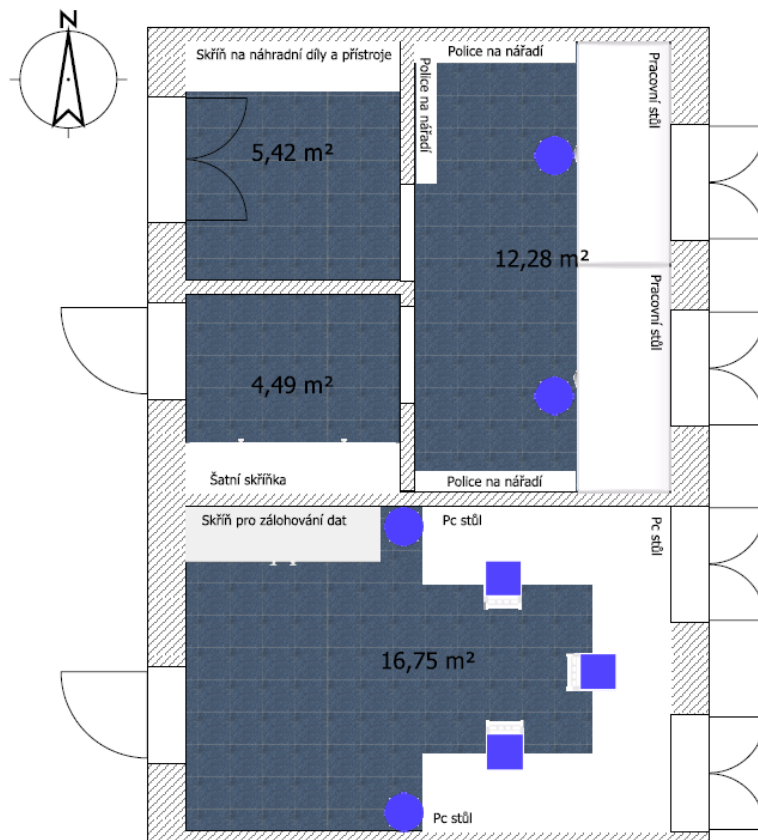 N
Skříň na náhradní díly a přístroje
Police na nářadí
Police na nářadí
Pracovní stůl
5,42 m²
12,28 m²
Pracovní stůl
4,49 m²
Šatní skříňka
Police na nářadí
Skříň pro zálohování dat
Pc stůl
Pc stůl
16,75 m²
Pc stůl